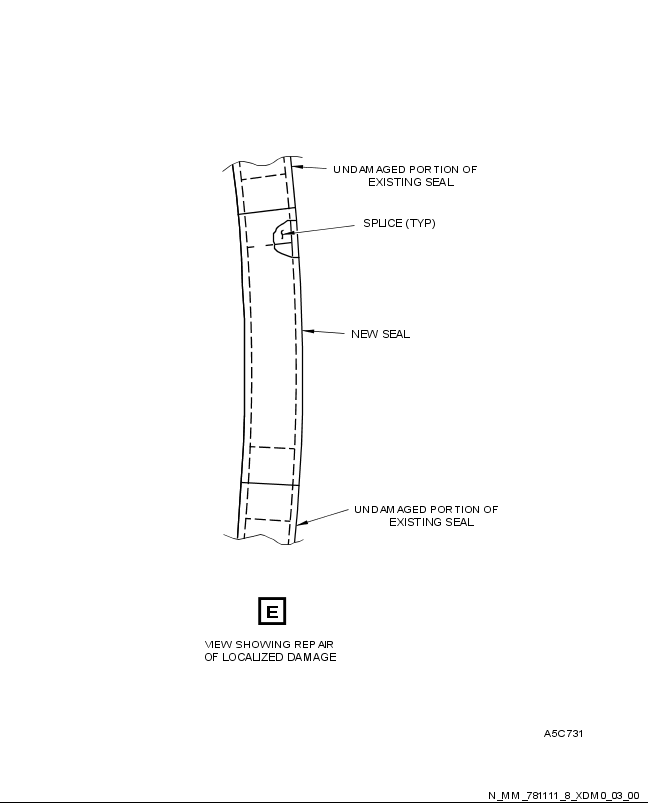 UNDAMAGED PORTION OF
EXISTING SEAL
SPLICE (TYP)
NEW SEAL
UNDAMAGED PORTION OF
EXISTING SEAL
E
VIEW SHOWING REPAIR
OF LOCALIZED DAMAGE
A5C731
N_MM_781111_8_XDM0_03_00